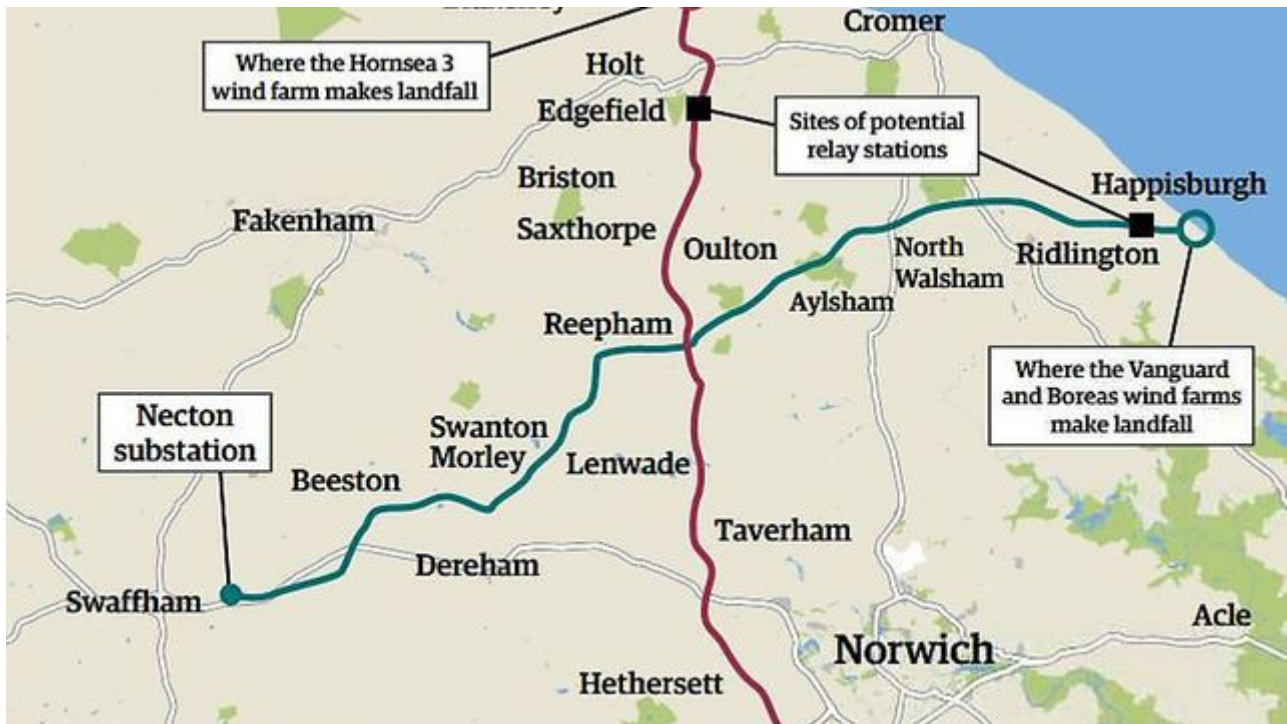 Cromer
Where the Hornsea 3
wind farm makes landfall
Holt
Edgefield
Sites of potential
relay stations
Briston
Happisburgh
Fakenham
Saxthorpe
Oulton
North
Walsham
Ridlington
Aylsham
Reepham
Where the Vanguard
and Boreas wind farms
make landfall
Necton
substation
Swanton
Morley
Lenwade
Beeston
Taverham
Dereham
Swaffham
Acle
Norwich
Hethersett